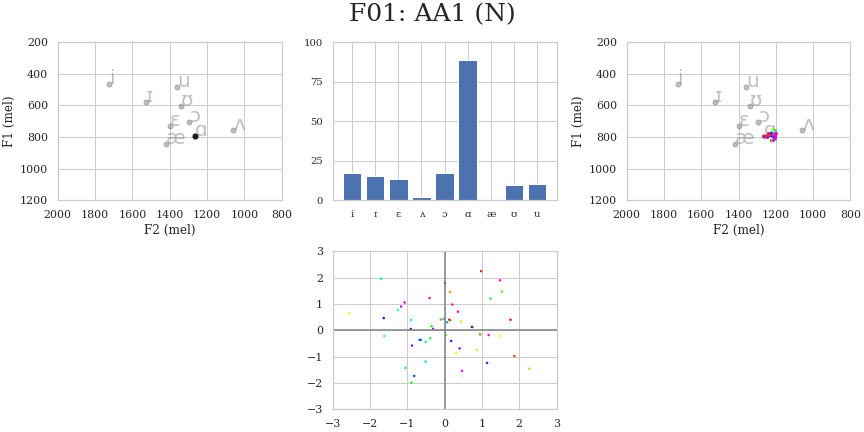 F01: AA1 (N)
200
400
600
800
1000
1200
F1 (mel)
2000 1800 1600 1400 1200 1000 800
F2 (mel)
i
ɪ
ɛ
æ
u
ʊ
ɔ
ɑ
ʌ
100
75
50
25
0
i ɪ ɛ ʌ ɔ ɑ æ ʊ u
200
400
600
800
1000
1200
F1 (mel)
2000 1800 1600 1400 1200 1000 800
F2 (mel)
i
ɪ
ɛ
æ
u
ʊ
ɔ
ɑ
ʌ
3
2
1
0
−1
−2
−3
−3 −2 −1 0 1 2 3